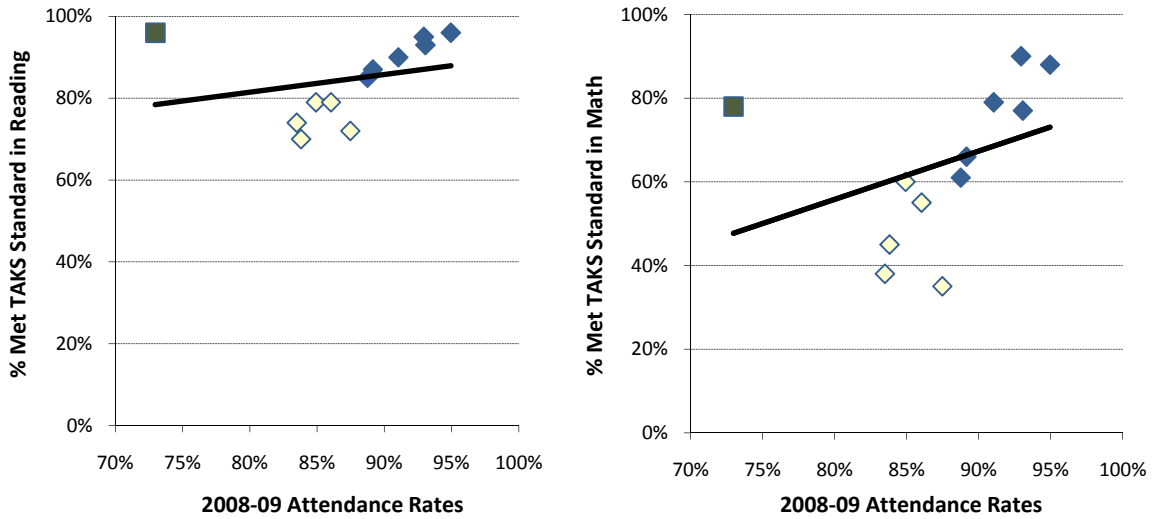 % Met TAKS Standard in Reading
100%
80%
60%
40%
20%
0%
70% 75% 80% 85% 90% 95% 100%
2008-09 Attendance Rates
% Met TAKS Standard in Math
100%
80%
60%
40%
20%
0%
70% 75% 80% 85% 90% 95% 100%
2008-09 Attendance Rates